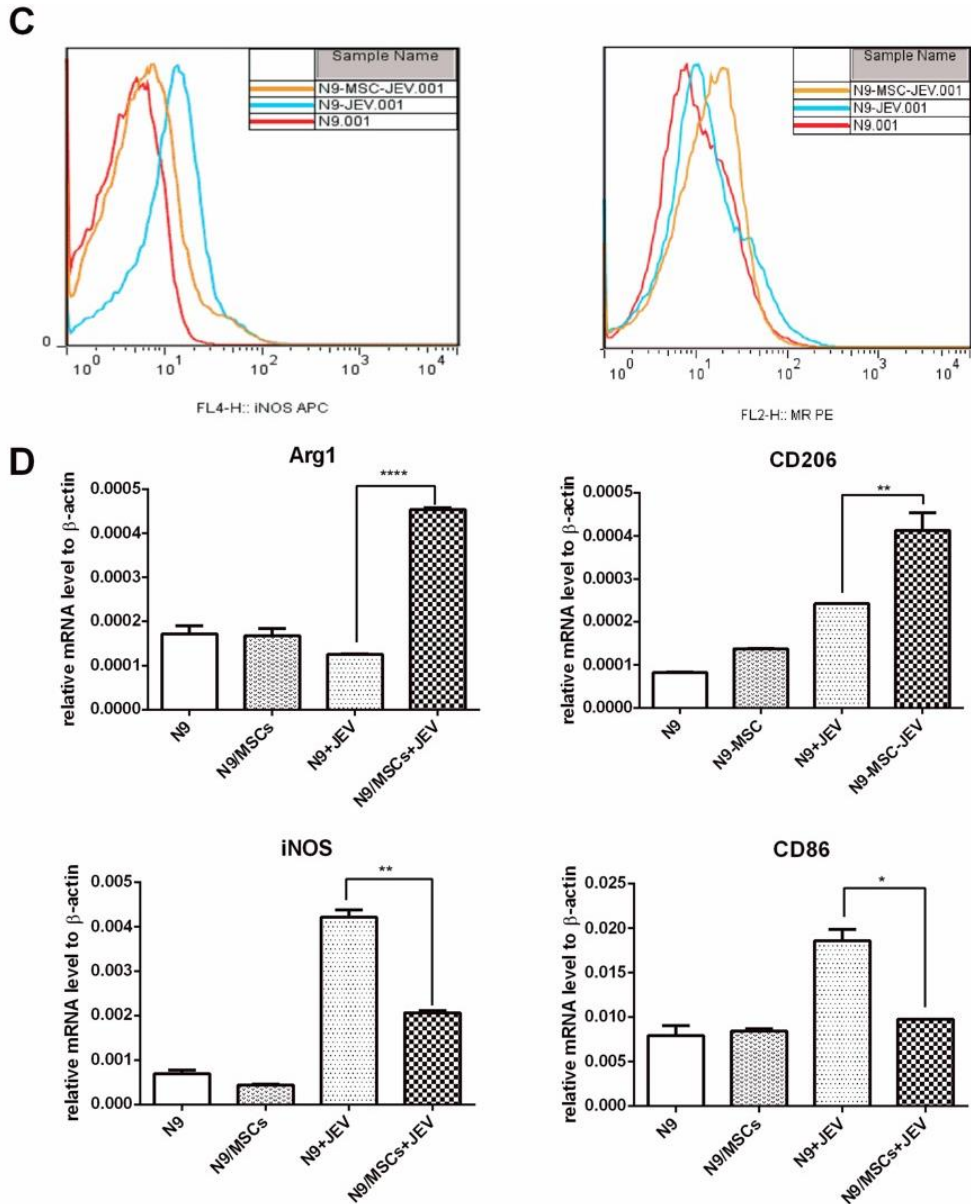 C
Sample Name
N9-MSC-JEV.001
N9-JEV.001
N9.001
0
10^0 10^1 10^2 10^3 10^4
FL4-H:: iNOS APC
Sample Name
N9-MSC-JEV.001
N9-JEV.001
N9.001
10^0 10^1 10^2 10^3 10^4
FL2-H:: MR PE
D
Arg1
relative mRNA level to β-actin
0.0005
0.0004
0.0003
0.0002
0.0001
0.0000
****
N9
N9/MSCs
N9+JEV
N9/MSCs+JEV
CD206
relative mRNA level to β-actin
0.0005
0.0004
0.0003
0.0002
0.0001
0.0000
**
N9
N9-MSC
N9+JEV
N9-MSC-JEV
iNOS
relative mRNA level to β-actin
0.005
0.004
0.003
0.002
0.001
0.000
**
N9
N9/MSCs
N9+JEV
N9/MSCs+JEV
CD86
relative mRNA level to β-actin
0.025
0.020
0.015
0.010
0.005
0.000
*
N9
N9/MSCs
N9+JEV
N9/MSCs+JEV